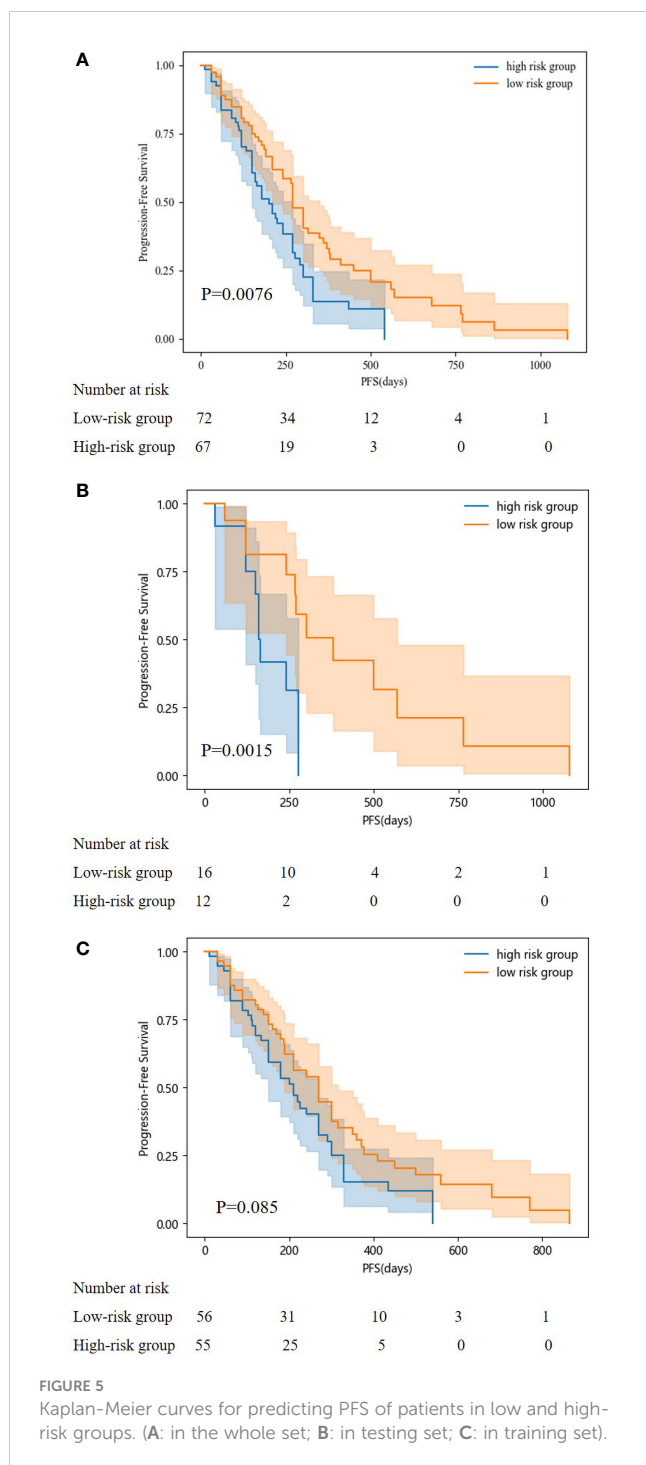 A
high risk group
low risk group
1.00
0.75
0.50
0.25
0.00
Progression-Free Survival
P=0.0076
0 250 500 750 1000
PFS(days)
Number at risk
Low-risk group 72 34 12 4 1
High-risk group 67 19 3 0 0
B
high risk group
low risk group
1.00
0.75
0.50
0.25
0.00
Progression-Free Survival
P=0.0015
0 250 500 750 1000
PFS(days)
Number at risk
Low-risk group 16 10 4 2 1
High-risk group 12 2 0 0 0
C
high risk group
low risk group
1.00
0.75
0.50
0.25
0.00
Progression-Free Survival
P=0.085
0 200 400 600 800
PFS(days)
Number at risk
Low-risk group 56 31 10 3 1
High-risk group 55 25 5 0 0
FIGURE 5
Kaplan-Meier curves for predicting PFS of patients in low and high-
risk groups. (A: in the whole set; B: in testing set; C: in training set).